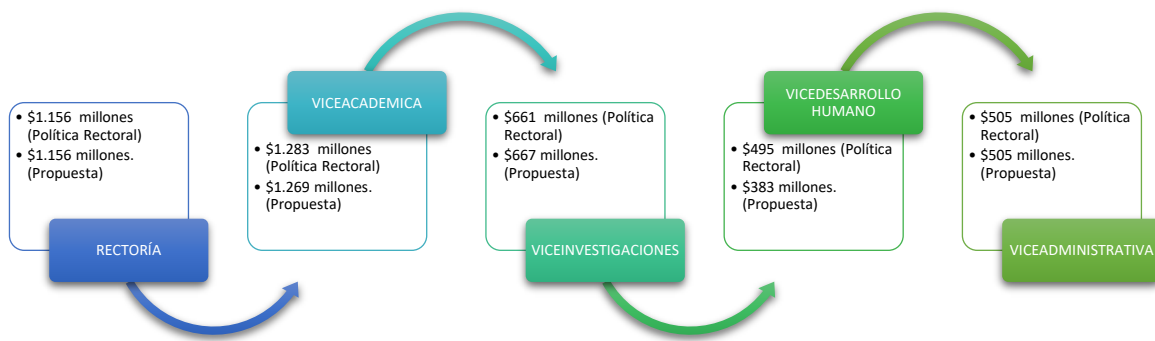 • $1.156 millones
(Política Rectoral)
• $1.156 millones.
(Propuesta)
RECTORÍA
VICEACADEMICA
• $1.283 millones
(Política Rectoral)
• $1.269 millones.
(Propuesta)
• $661 millones (Política
Rectoral)
• $667 millones.
(Propuesta)
VICEINVESTIGACIONES
VICEDESARROLLO
HUMANO
• $495 millones (Política
Rectoral)
• $383 millones.
(Propuesta)
• $505 millones (Política
Rectoral)
• $505 millones.
(Propuesta)
VICEADMINISTRATIVA